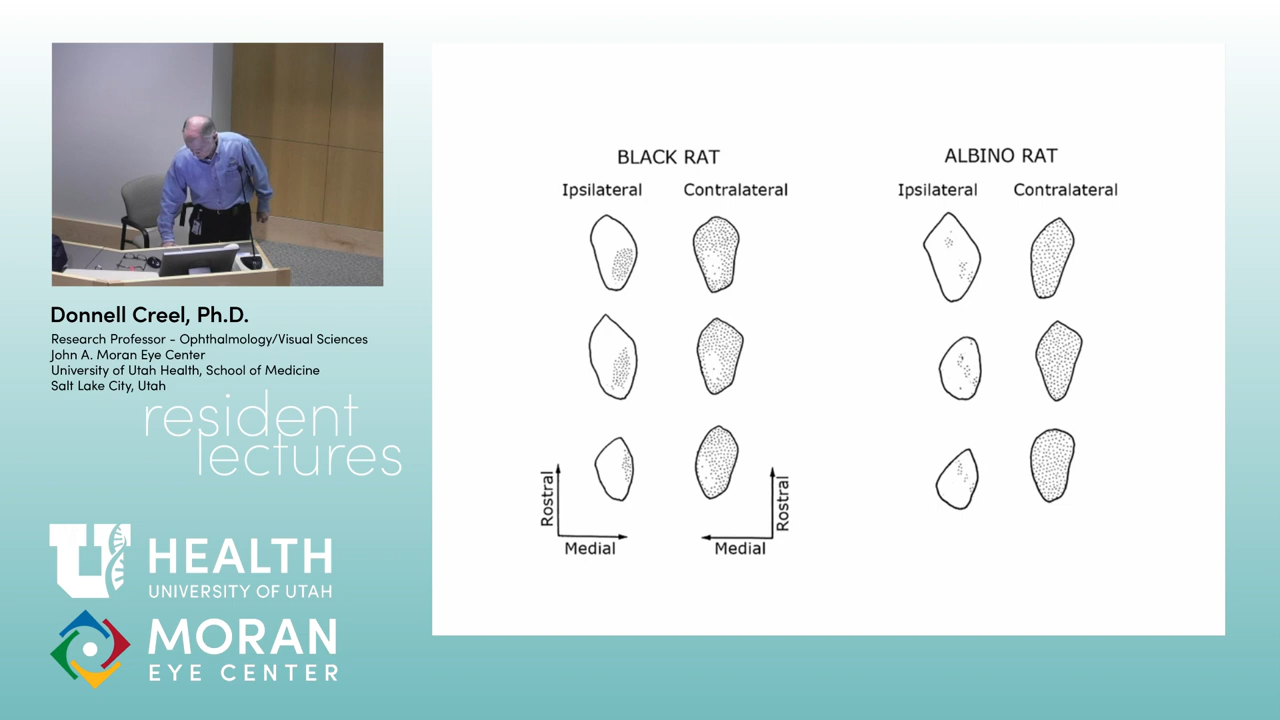 Donnell Creel, Ph.D.
Research Professor - Ophthalmology/Visual Sciences
John A. Moran Eye Center
University of Utah Health, School of Medicine
Salt Lake City, Utah
resident
lectures
U HEALTH
UNIVERSITY OF UTAH
MORAN
EYE CENTER
BLACK RAT
Ipsilateral Contralateral
Rostral
Medial
Rostral
Medial
ALBINO RAT
Ipsilateral Contralateral